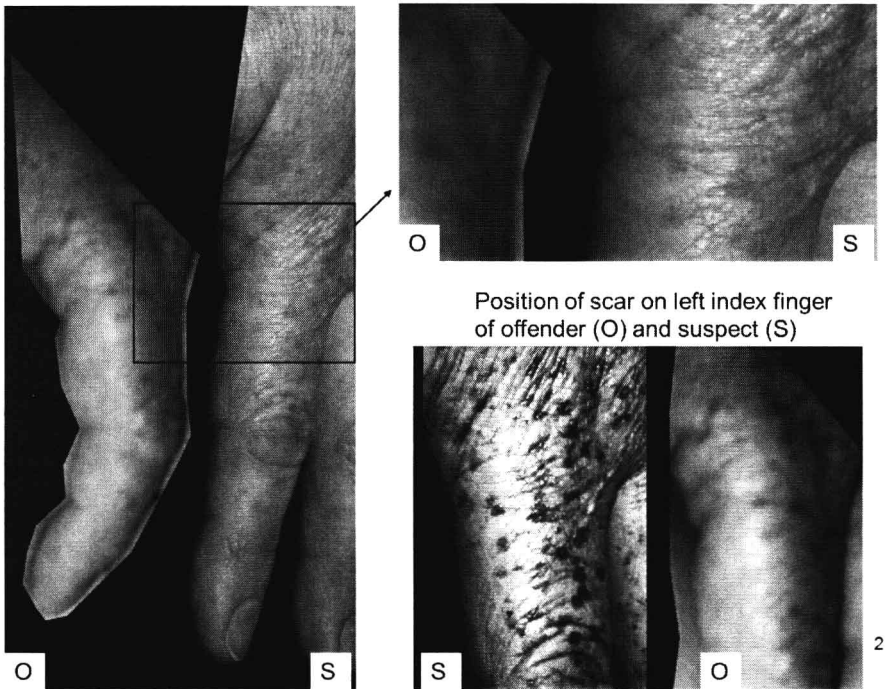 O
S
O
S
Position of scar on left index finger
of offender (O) and suspect (S)
S
O
2